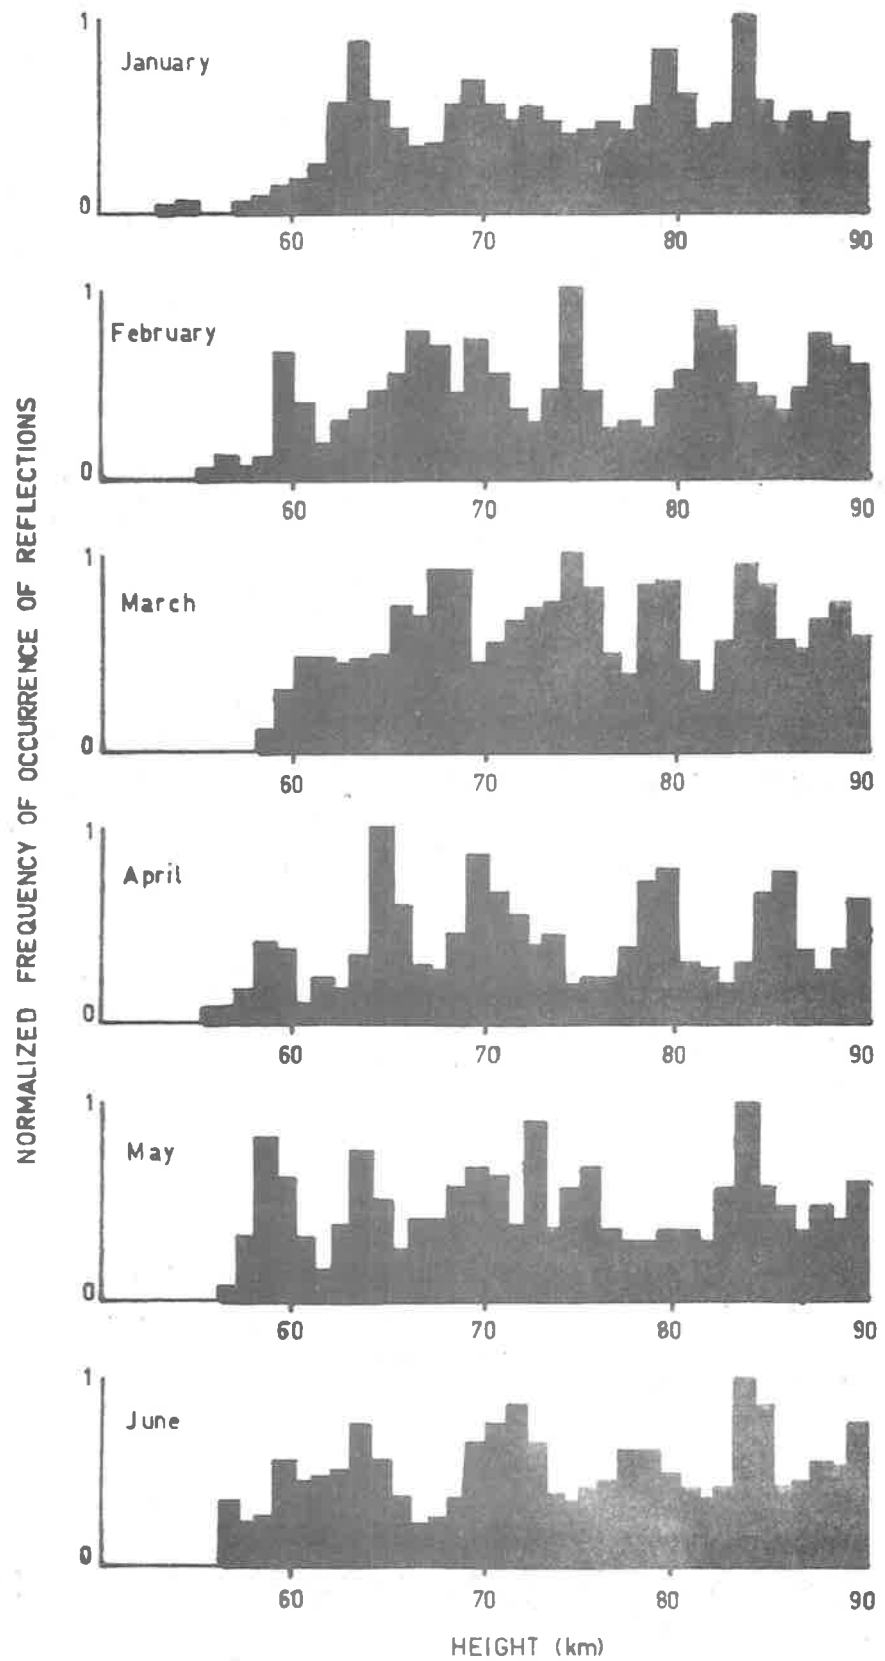 NORMALIZED FREQUENCY OF OCCURRENCE OF REFLECTIONS
1
January
0
60 70 80 90
1
February
0
60 70 80 90
1
March
0
60 70 80 90
1
April
0
60 70 80 90
1
May
0
60 70 80 90
1
June
0
60 70 80 90
HEIGHT (km)